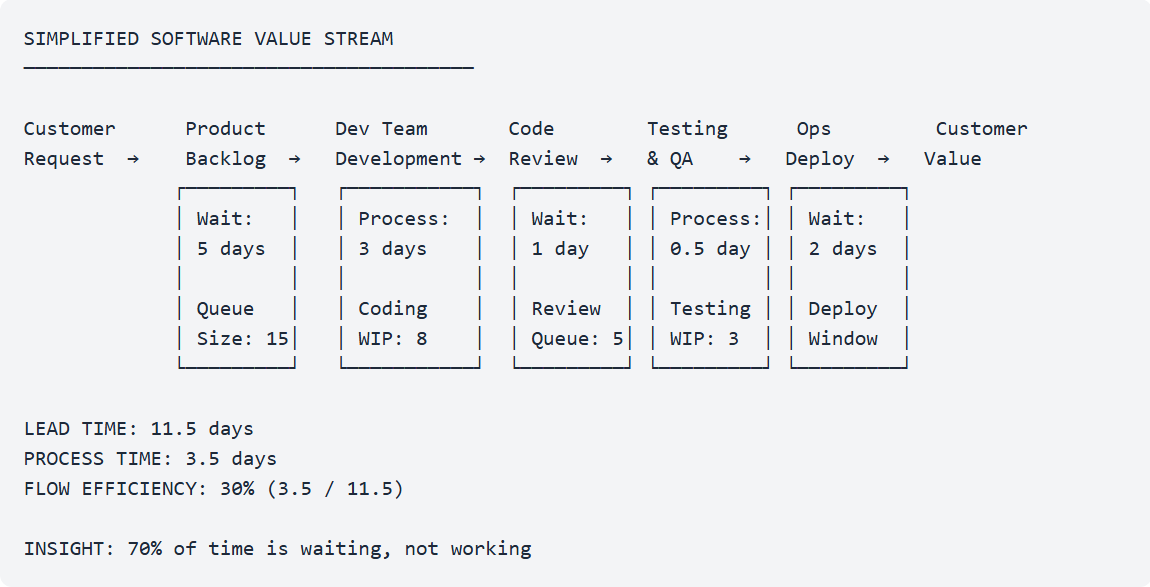 SIMPLIFIED SOFTWARE VALUE STREAM
Customer Product Dev Team Code Testing Ops Customer
Request → Backlog → Development → Review → & QA → Deploy → Value
Wait: Process: Wait: Process: Wait:
5 days 3 days 1 day 0.5 day 2 days
Queue Coding Review Testing Deploy
Size: 15 WIP: 8 Queue: 5 WIP: 3 Window
LEAD TIME: 11.5 days
PROCESS TIME: 3.5 days
FLOW EFFICIENCY: 30% (3.5 / 11.5)
INSIGHT: 70% of time is waiting, not working